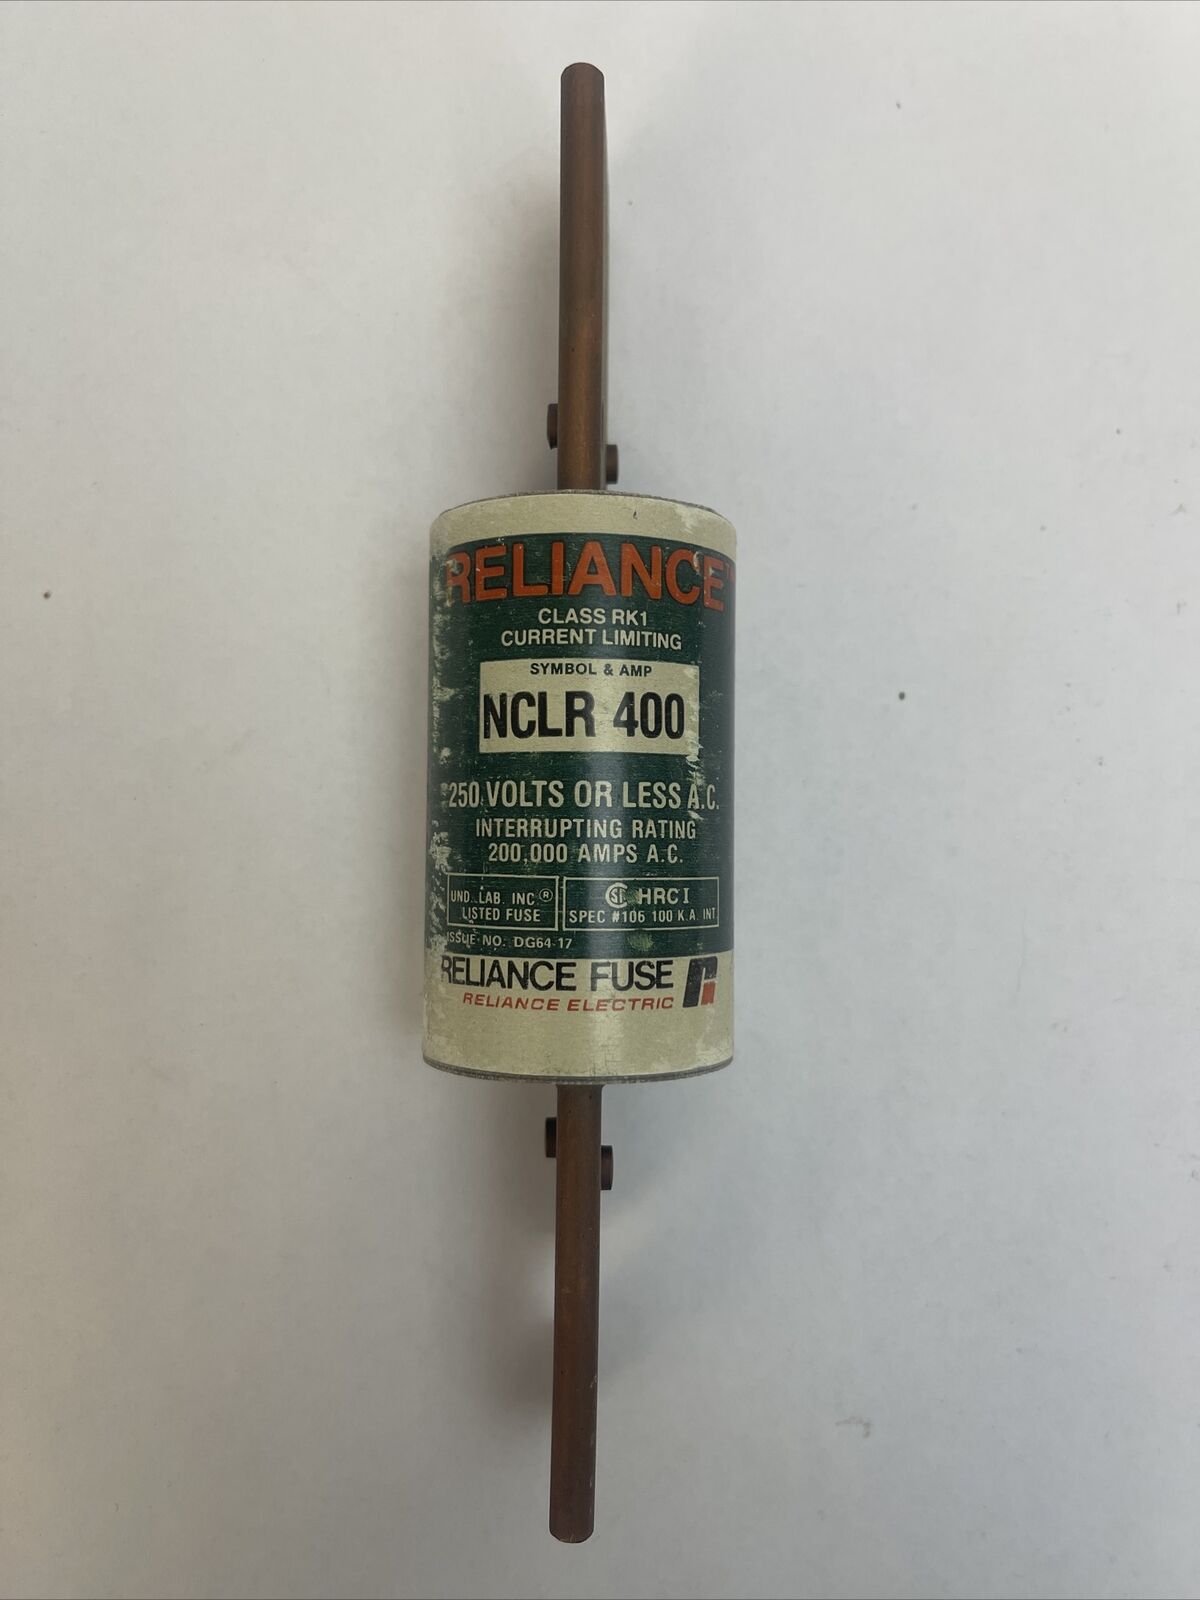 RELIANCE
CLASS RK1
CURRENT LIMITING
SYMBOL & AMP
NCLR 400
250 VOLTS OR LESS A.C.
INTERRUPTING RATING
200,000 AMPS A.C.
UND. LAB. INC.®
LISTED FUSE
HRC I
SPEC #106 100 K.A. INT
ISSUE NO. DG64-17
RELIANCE FUSE
RELIANCE ELECTRIC